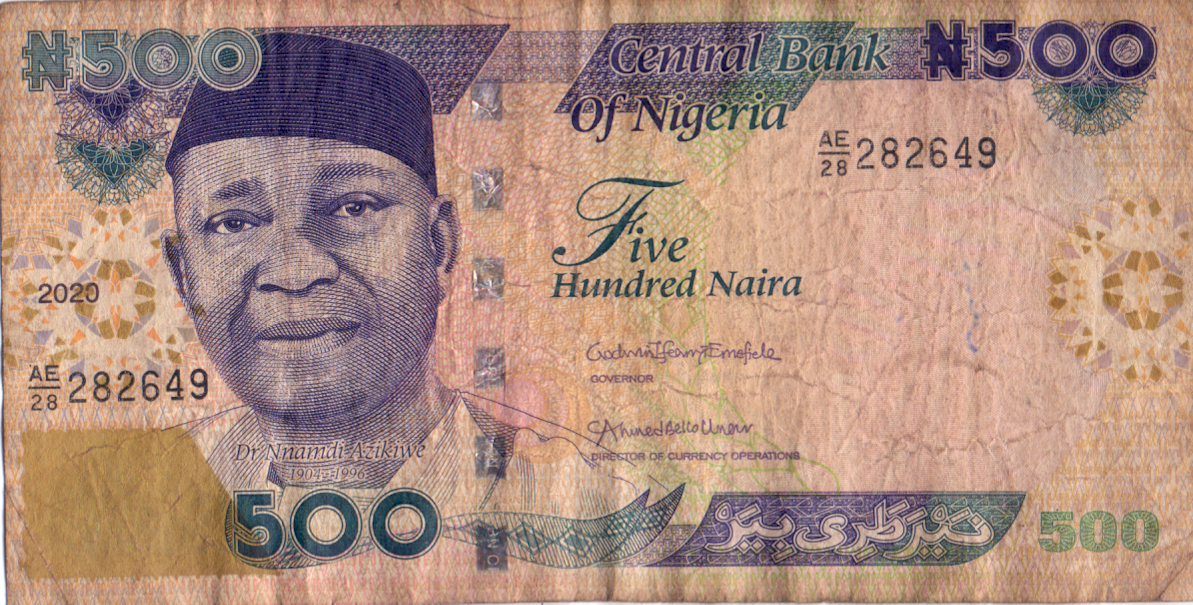 ₦500
Central Bank
Of Nigeria
₦500
AE/28 282649
Five
Hundred Naira
2020
AE/28 282649
GOVERNOR
DIRECTOR OF CURRENCY OPERATIONS
Dr Nnamdi Azikiwe
1904-1996
500
نَيْرَ طَرِى بِيَرْ
500